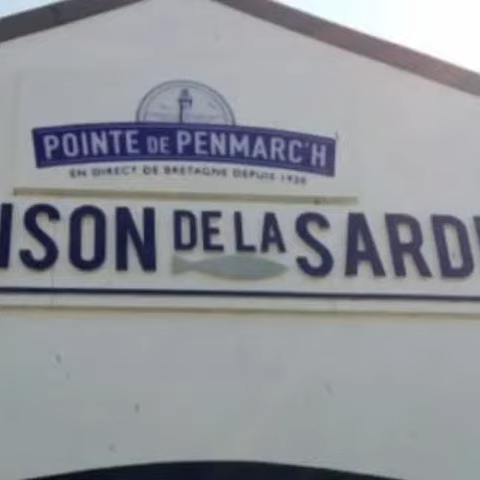 POINTE DE PENMARC'H
EN DIRECT DE BRETAGNE DEPUIS 1920
ISON DE LA SARD